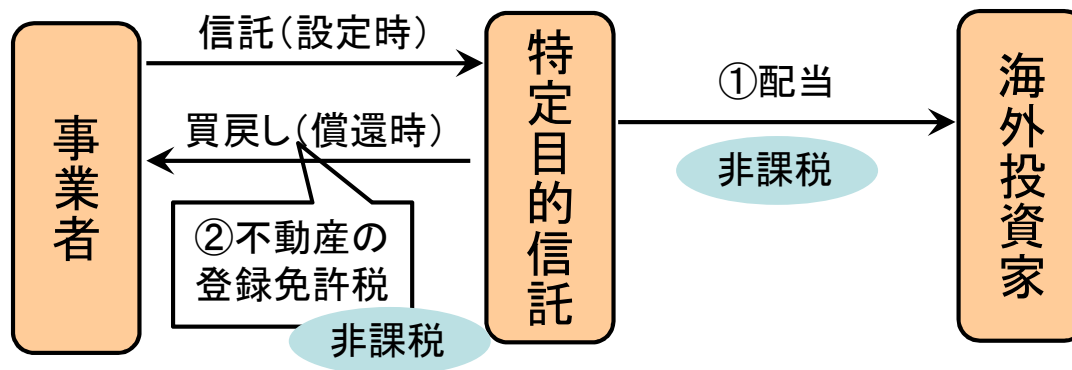 事業者
信託（設定時）
買戻し（償還時）
②不動産の
登録免許税
非課税
特定目的信託
①配当
非課税
海外投資家